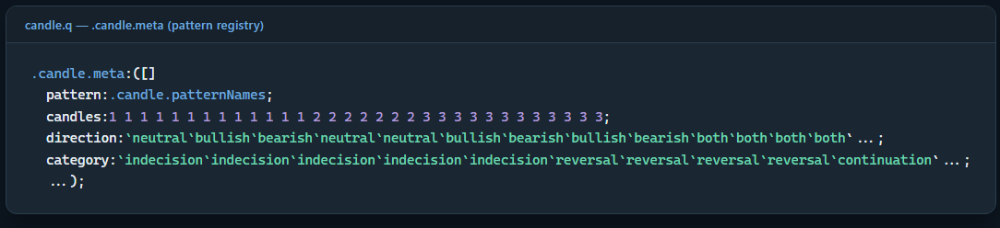 candle.q — .candle.meta (pattern registry)
.candle.meta:([]
pattern:.candle.patternNames;
candles:1 1 1 1 1 1 1 1 1 1 1 1 1 2 2 2 2 2 2 2 3 3 3 3 3 3 3 3 3 3 3 3;
direction:`neutral`bullish`bearish`neutral`neutral`bullish`bearish`bullish`bearish`both`both`both`both`...;
category:`indecision`indecision`indecision`indecision`indecision`reversal`reversal`reversal`reversal`continuation`...;
...);